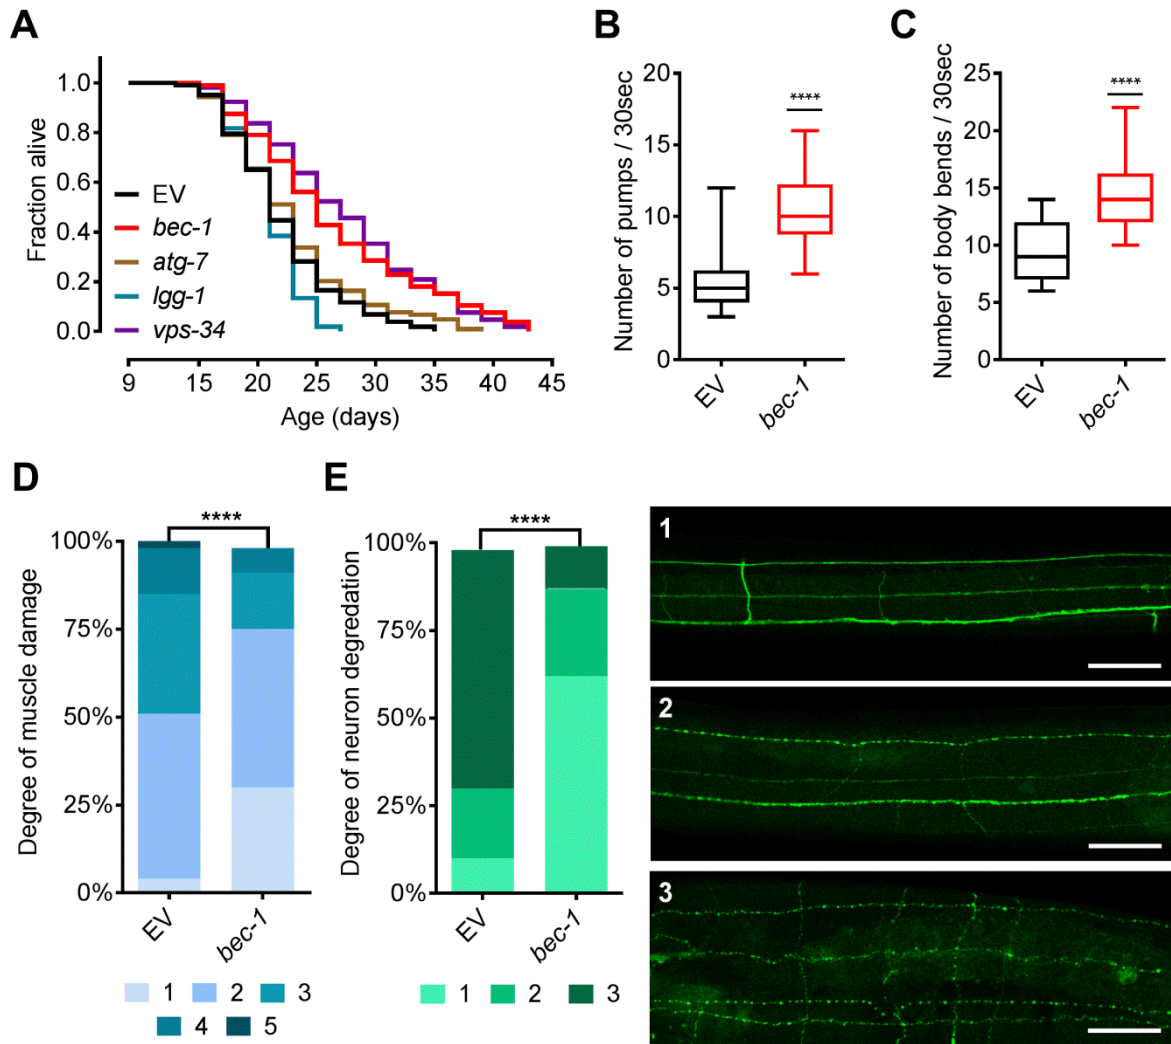 A
Fraction alive
1.0
0.8
0.6
0.4
0.2
0.0
EV
bec-1
atg-7
lgg-1
vps-34
9 15 20 25 30 35 40 45
Age (days)
B
Number of pumps / 30sec
20
15
10
5
0
****
EV bec-1
C
Number of body bends / 30sec
25
20
15
10
5
0
****
EV bec-1
D
Degree of muscle damage
100%
75%
50%
25%
0%
****
EV bec-1
1 2 3
4 5
E
Degree of neuron degredation
100%
75%
50%
25%
0%
****
EV bec-1
1 2 3
1
2
3